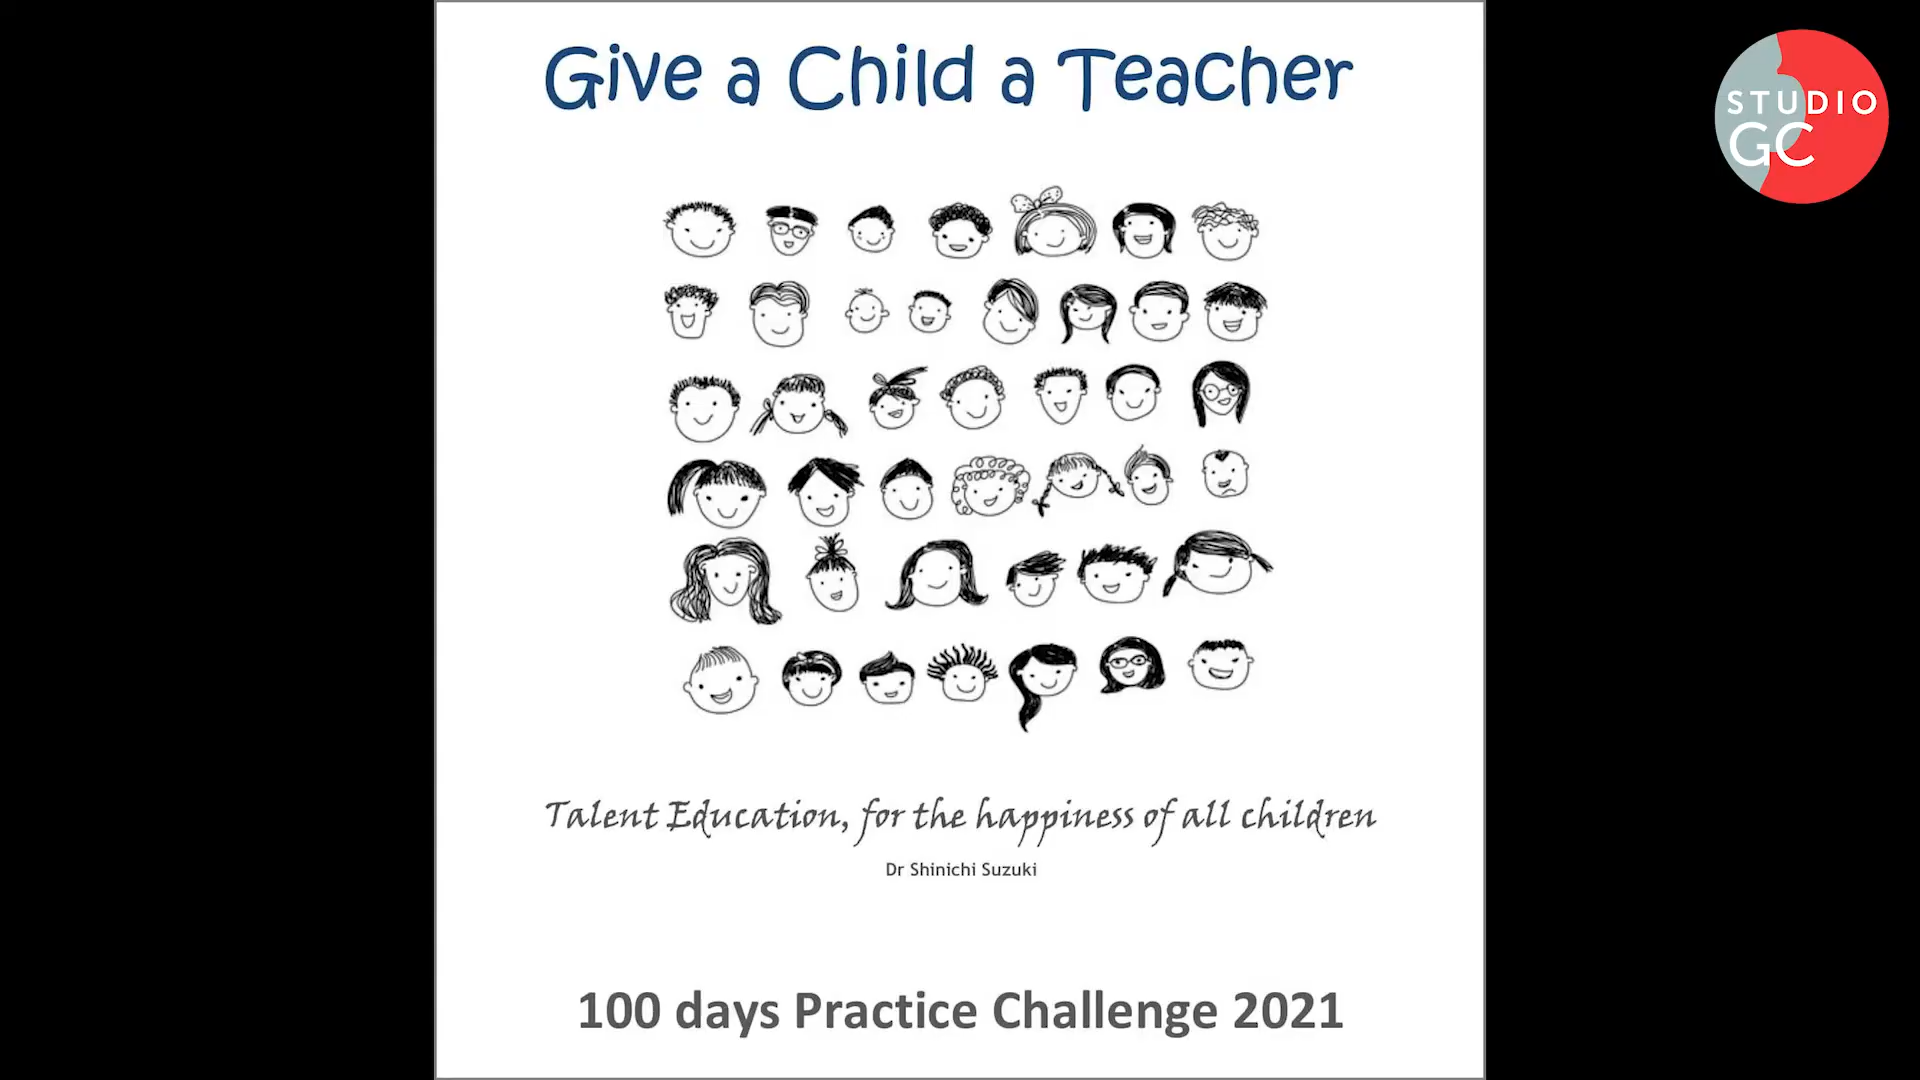 Give a Child a Teacher
STUDIO
GC
Talent Education, for the happiness of all children
Dr Shinichi Suzuki
100 days Practice Challenge 2021